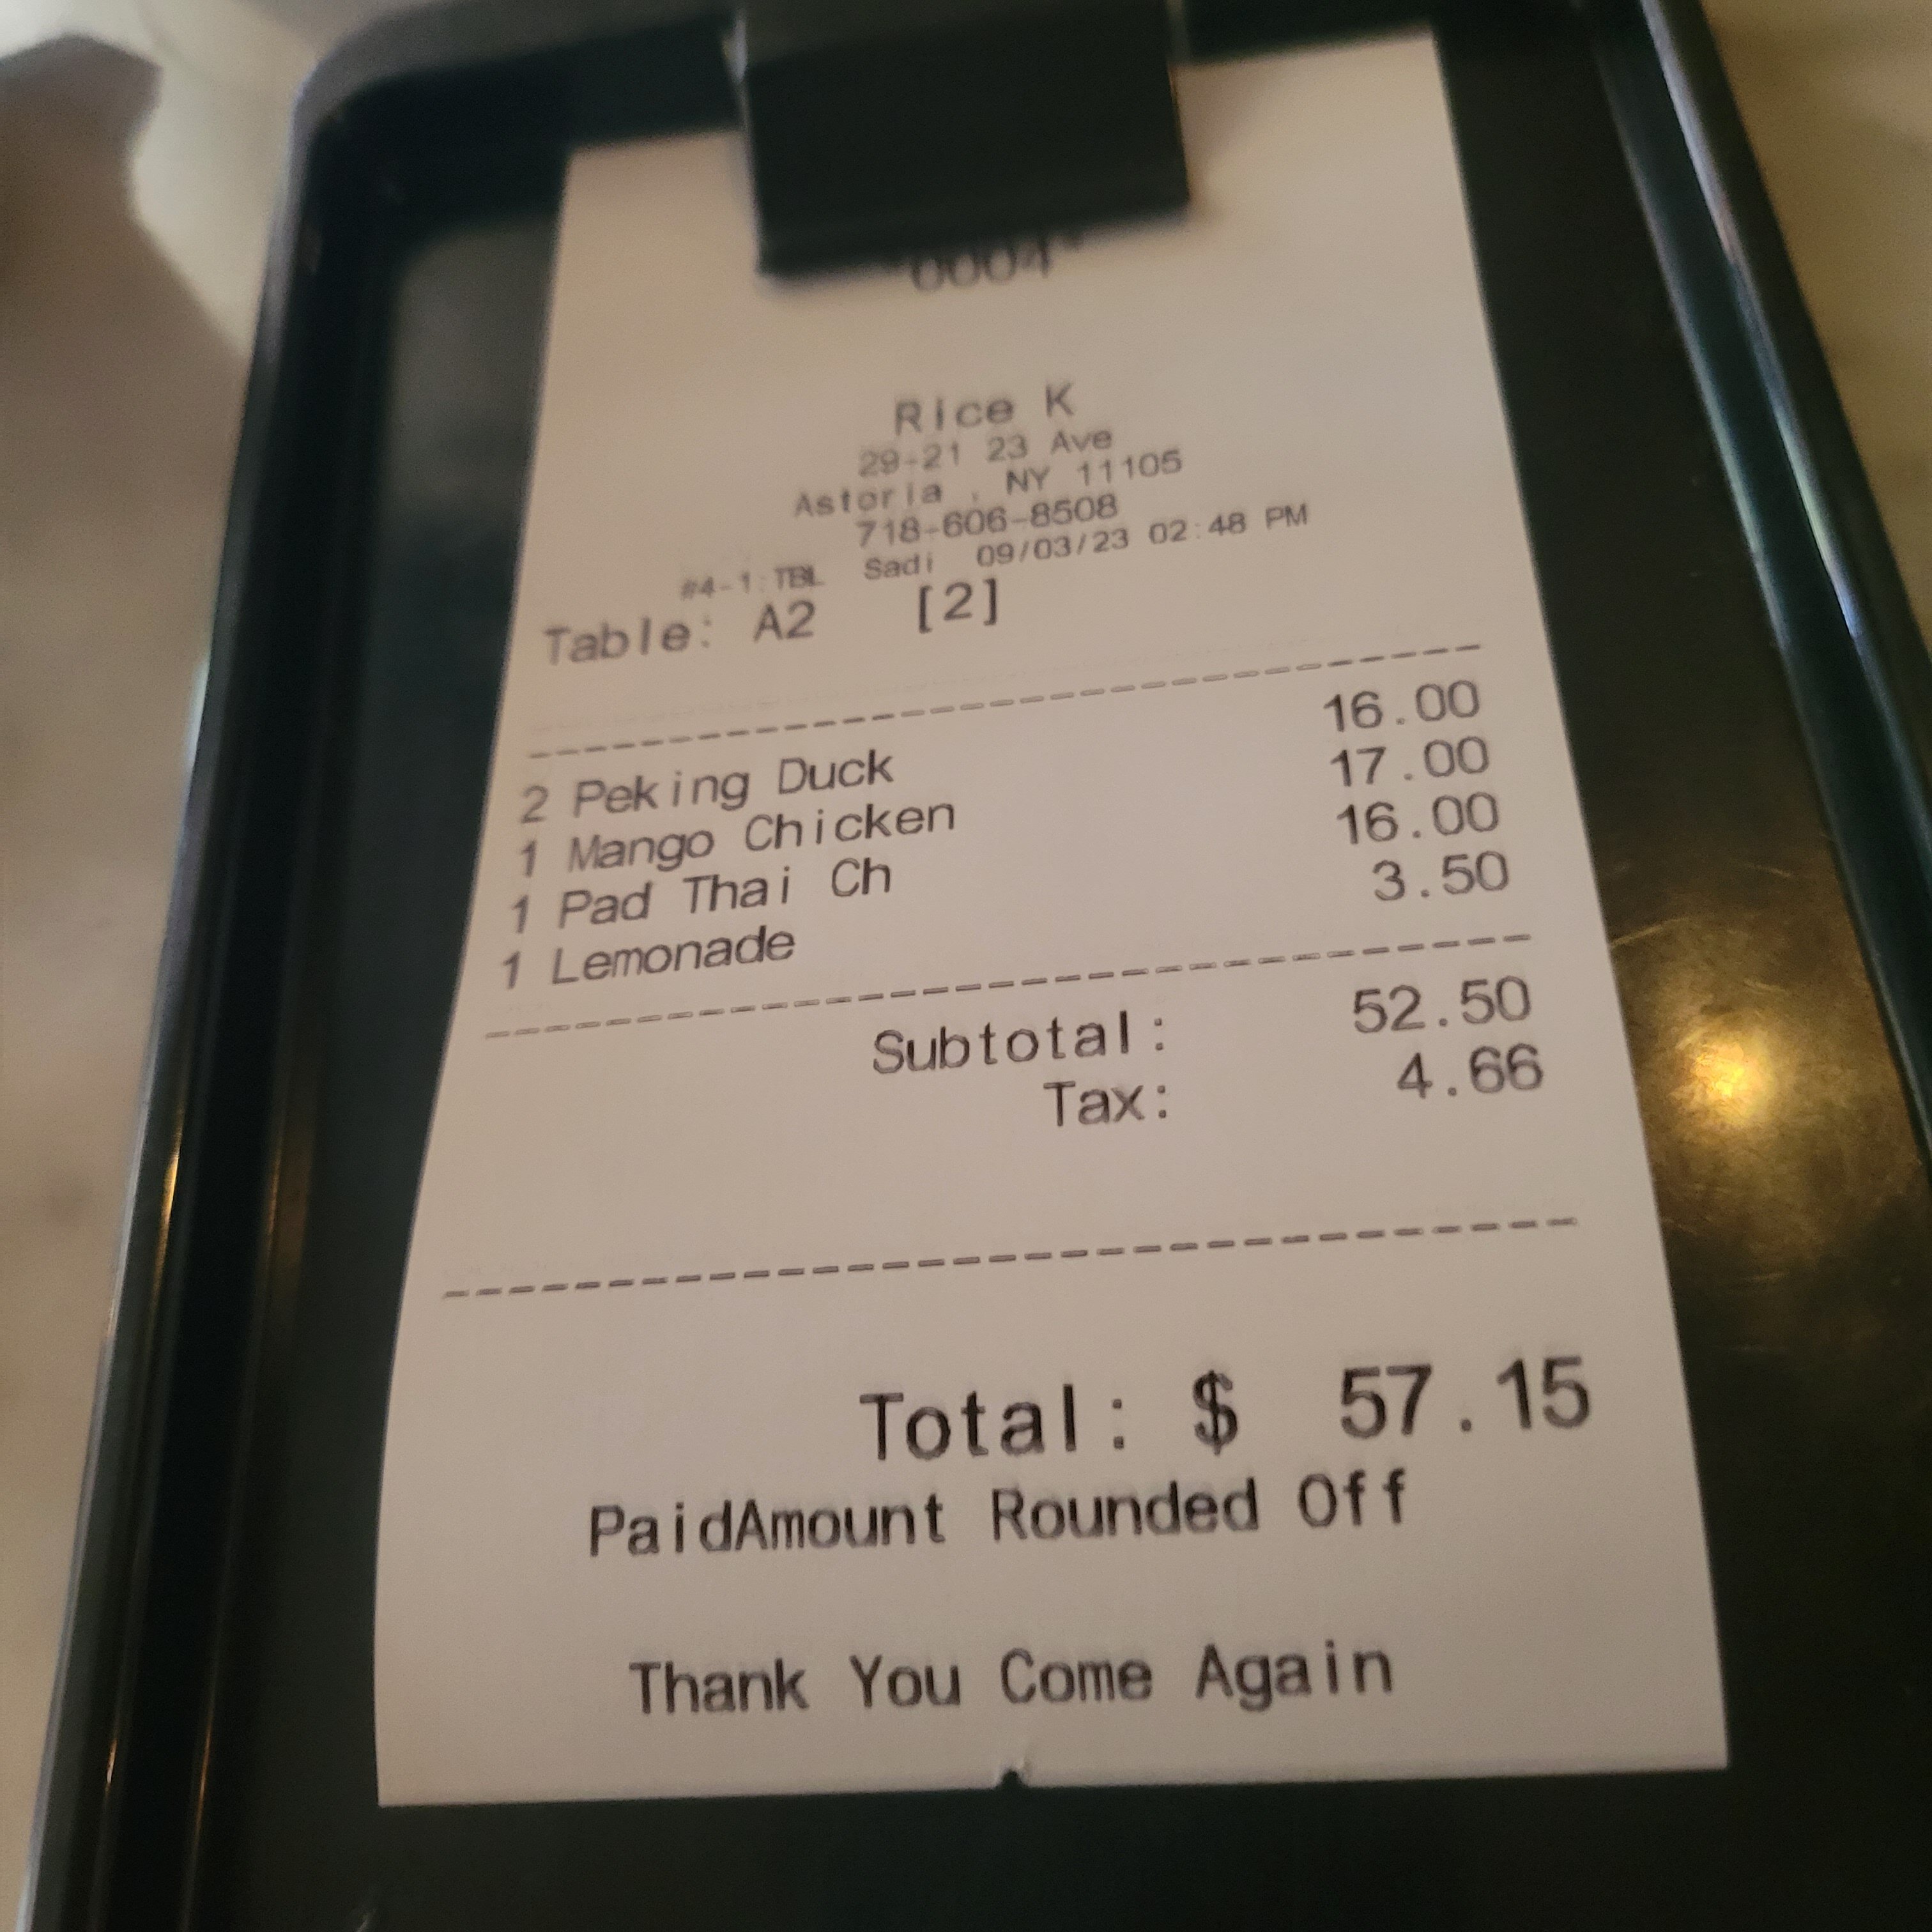 Rice K
29-21 23 Ave
Astoria , NY 11105
718-606-8508
#4-1:TBL Sadi 09/03/23 02:48 PM
Table: A2 [2]
2 Peking Duck 16.00
1 Mango Chicken 17.00
1 Pad Thai Ch 16.00
1 Lemonade 3.50
Subtotal: 52.50
Tax: 4.66
Total: $ 57.15
PaidAmount Rounded Off
Thank You Come Again